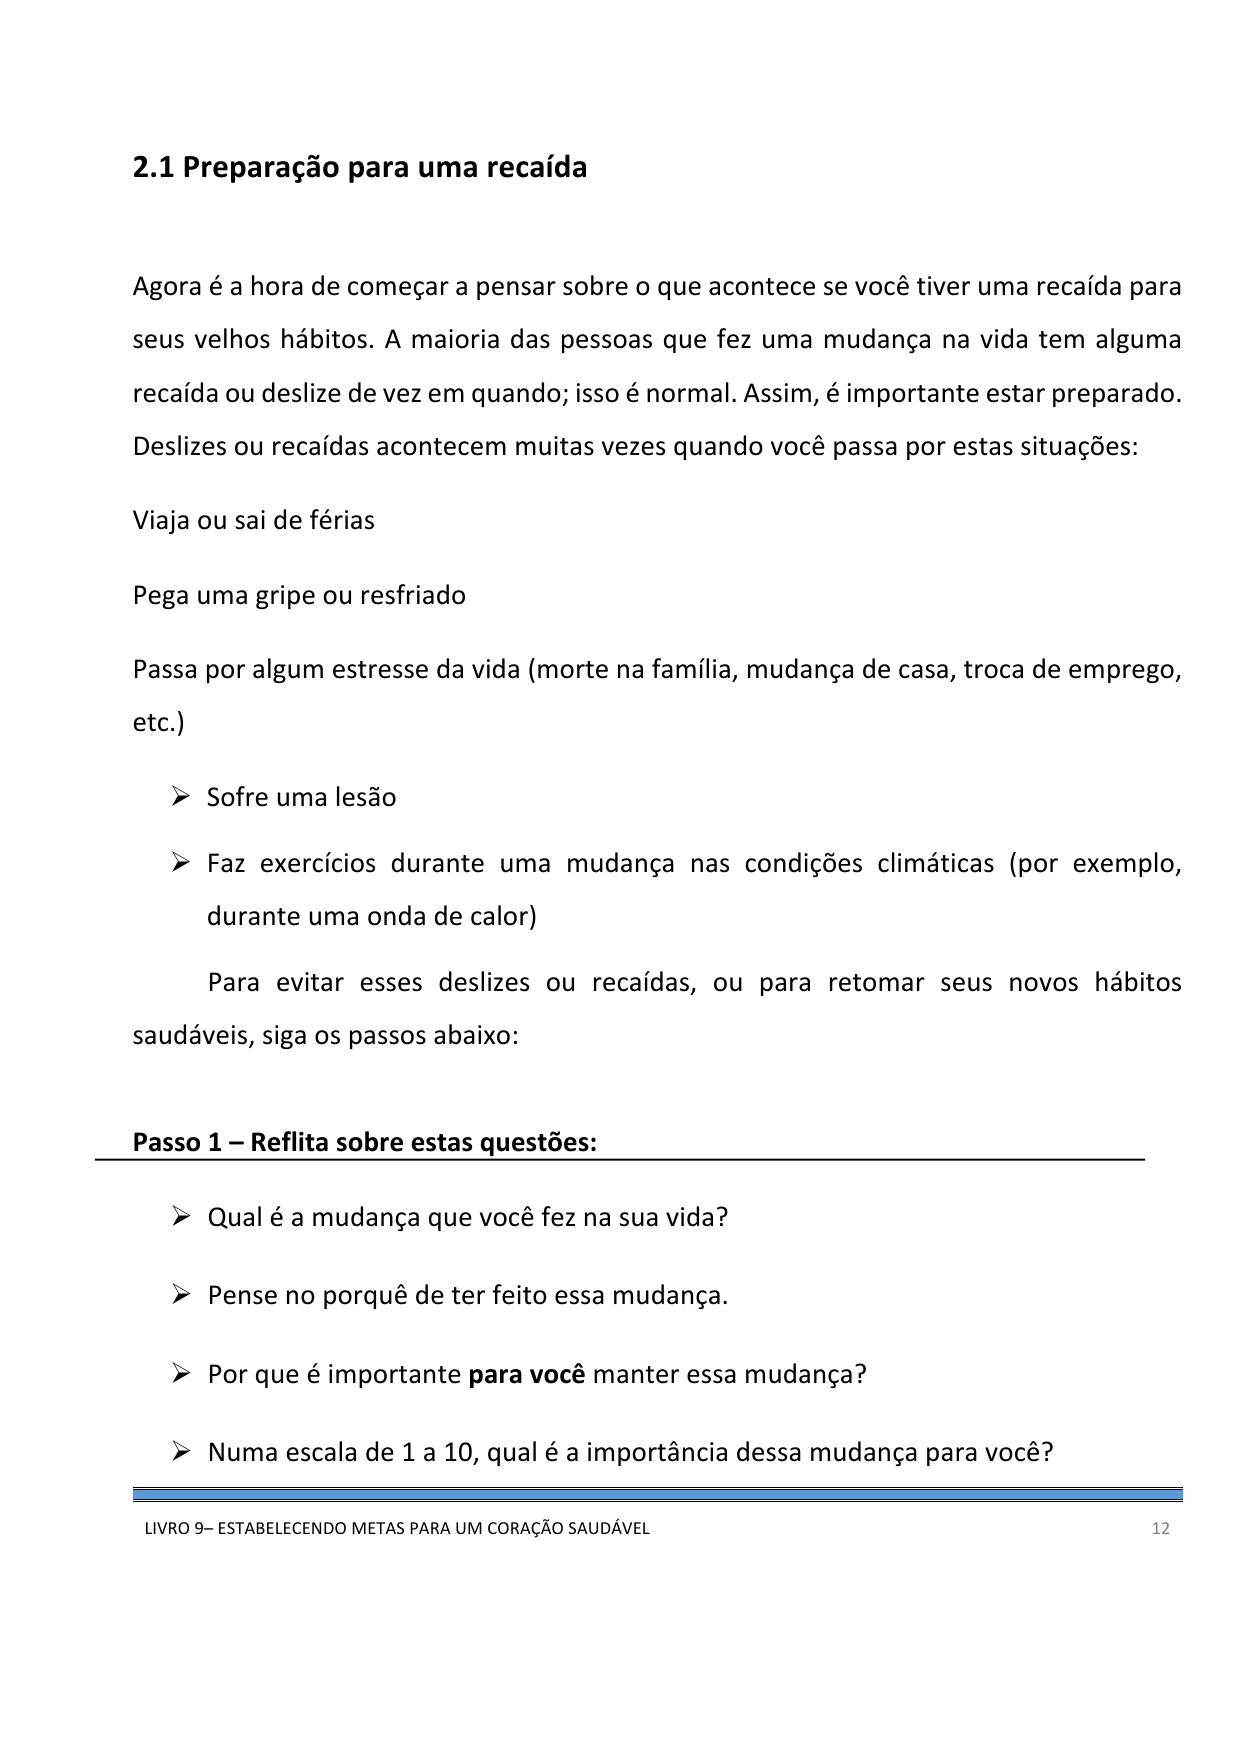 2.1 Preparação para uma recaída
Agora é a hora de começar a pensar sobre o que acontece se você tiver uma recaída para
seus velhos hábitos. A maioria das pessoas que fez uma mudança na vida tem alguma
recaída ou deslize de vez em quando; isso é normal. Assim, é importante estar preparado.
Deslizes ou recaídas acontecem muitas vezes quando você passa por estas situações:
Viaja ou sai de férias
Pega uma gripe ou resfriado
Passa por algum estresse da vida (morte na família, mudança de casa, troca de emprego,
etc.)
➢ Sofre uma lesão
➢ Faz exercícios durante uma mudança nas condições climáticas (por exemplo,
durante uma onda de calor)
Para evitar esses deslizes ou recaídas, ou para retomar seus novos hábitos
saudáveis, siga os passos abaixo:
Passo 1 – Reflita sobre estas questões:
➢ Qual é a mudança que você fez na sua vida?
➢ Pense no porquê de ter feito essa mudança.
➢ Por que é importante para você manter essa mudança?
➢ Numa escala de 1 a 10, qual é a importância dessa mudança para você?
LIVRO 9– ESTABELECENDO METAS PARA UM CORAÇÃO SAUDÁVEL 12